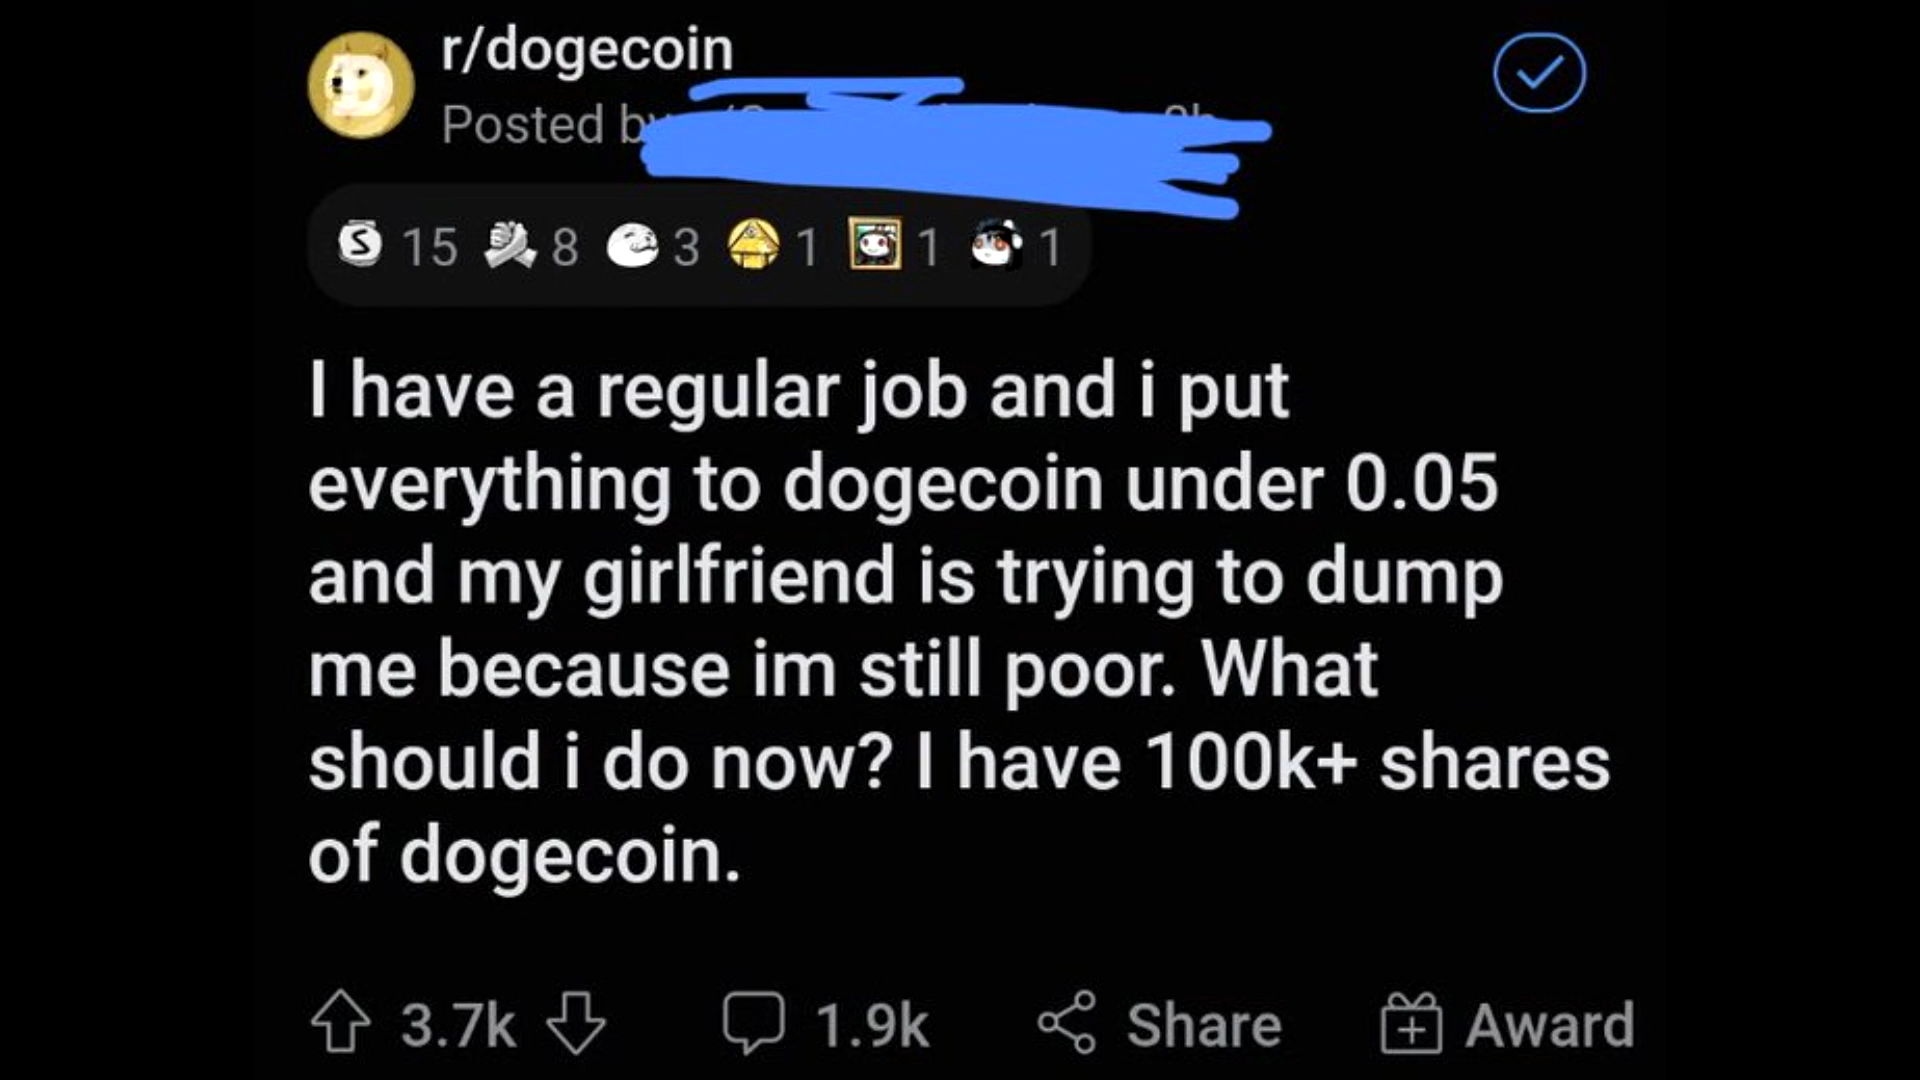 r/dogecoin
Posted by
15 8 3 1 1 1
I have a regular job and i put
everything to dogecoin under 0.05
and my girlfriend is trying to dump
me because im still poor. What
should i do now? I have 100k+ shares
of dogecoin.
3.7k 1.9k Share Award